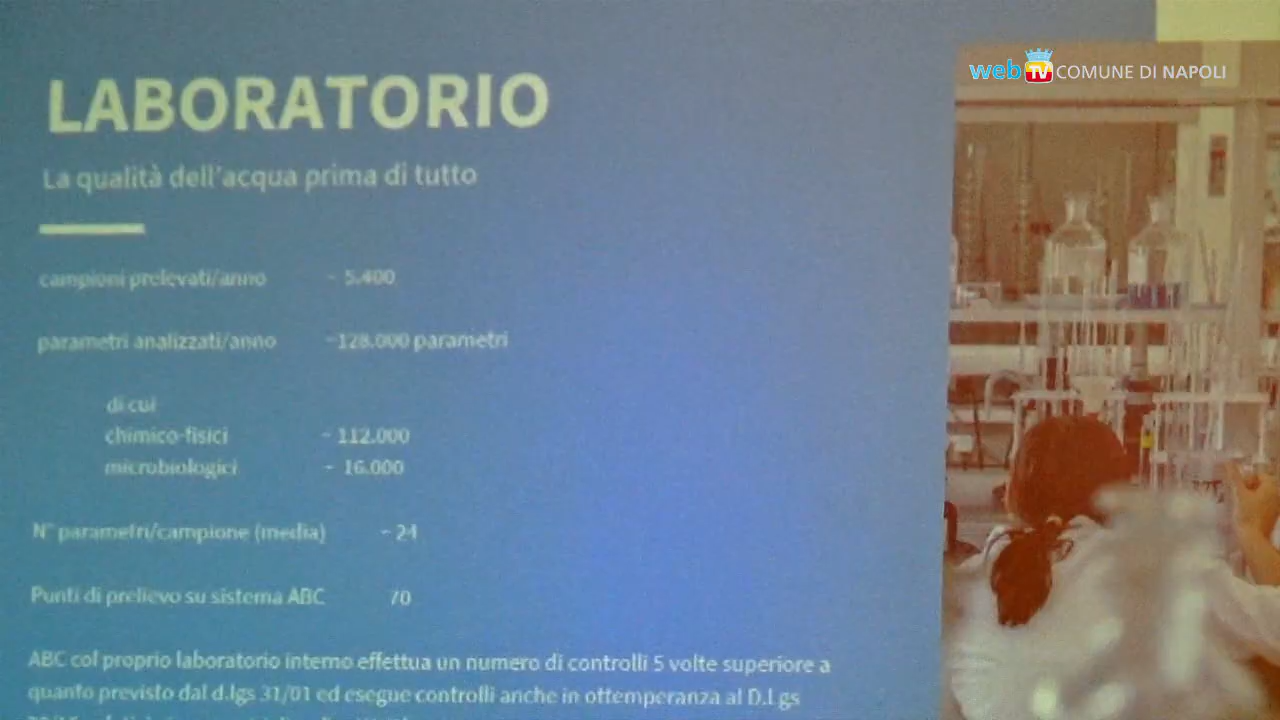 web TV COMUNE DI NAPOLI
LABORATORIO
La qualità dell'acqua prima di tutto
campioni prelevati/anno ~ 5.400
parametri analizzati/anno ~128.000 parametri
di cui
chimico-fisici ~ 112.000
microbiologici ~ 16.000
N° parametri/campione (media) ~ 24
Punti di prelievo su sistema ABC 70
ABC col proprio laboratorio interno effettua un numero di controlli 5 volte superiore a
quanto previsto dal d.lgs 31/01 ed esegue controlli anche in ottemperanza al D.Lgs